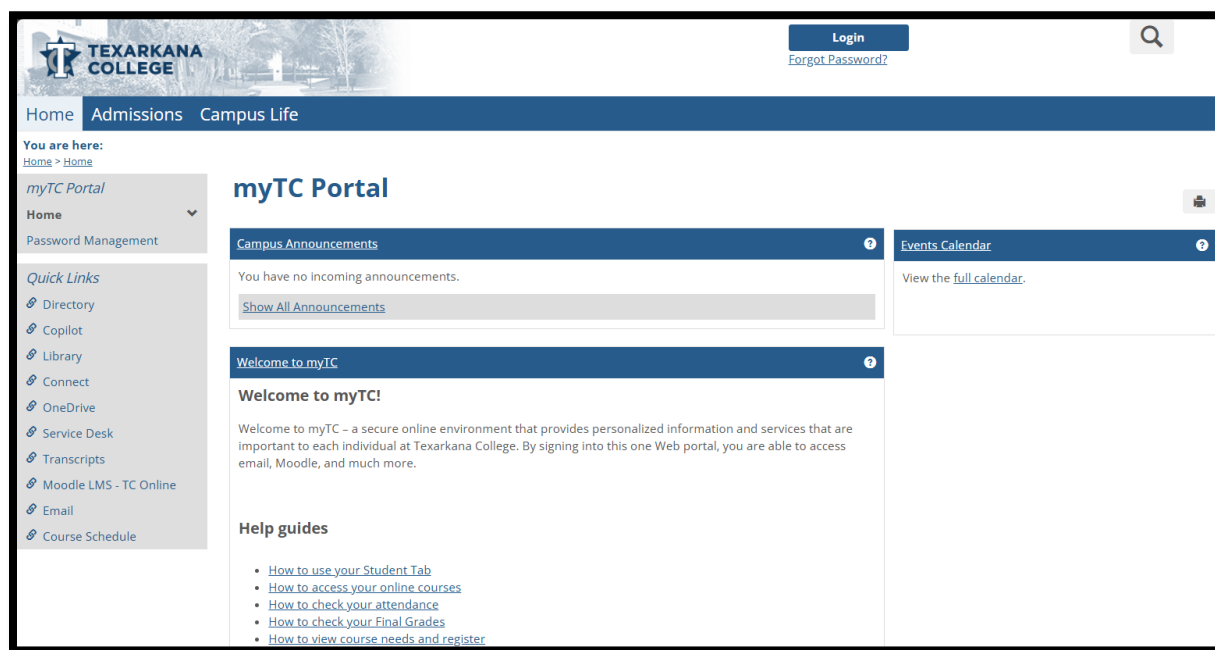 TEXARKANA
COLLEGE
Login
Forgot Password?
Home Admissions Campus Life
You are here:
Home > Home
myTC Portal
Home
Password Management
Quick Links
Directory
Copilot
Library
Connect
OneDrive
Service Desk
Transcripts
Moodle LMS - TC Online
Email
Course Schedule
myTC Portal
Campus Announcements
You have no incoming announcements.
Show All Announcements
Events Calendar
View the full calendar.
Welcome to myTC
Welcome to myTC!
Welcome to myTC – a secure online environment that provides personalized information and services that are
important to each individual at Texarkana College. By signing into this one Web portal, you are able to access
email, Moodle, and much more.
Help guides
How to use your Student Tab
How to access your online courses
How to check your attendance
How to check your Final Grades
How to view course needs and register